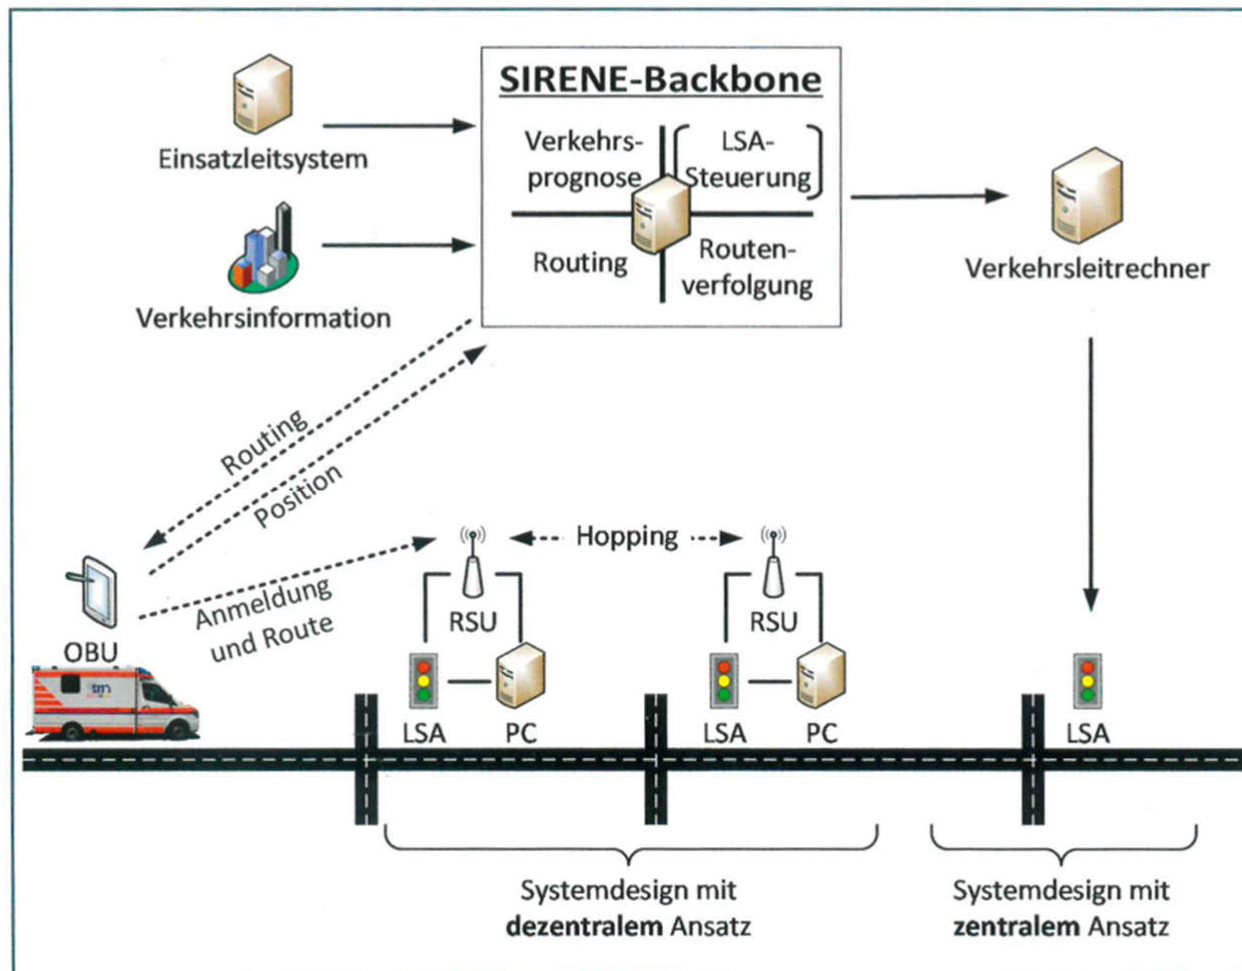 SIRENE-Backbone
Einsatzleitsystem
Verkehrs-
prognose
LSA-
Steuerung
Routing
Routen-
verfolgung
Verkehrsinformation
Verkehrsleitrechner
Routing
Position
Anmeldung
und Route
Hopping
OBU
RSU
RSU
LSA
PC
LSA
PC
LSA
Systemdesign mit
dezentralem Ansatz
Systemdesign mit
zentralem Ansatz